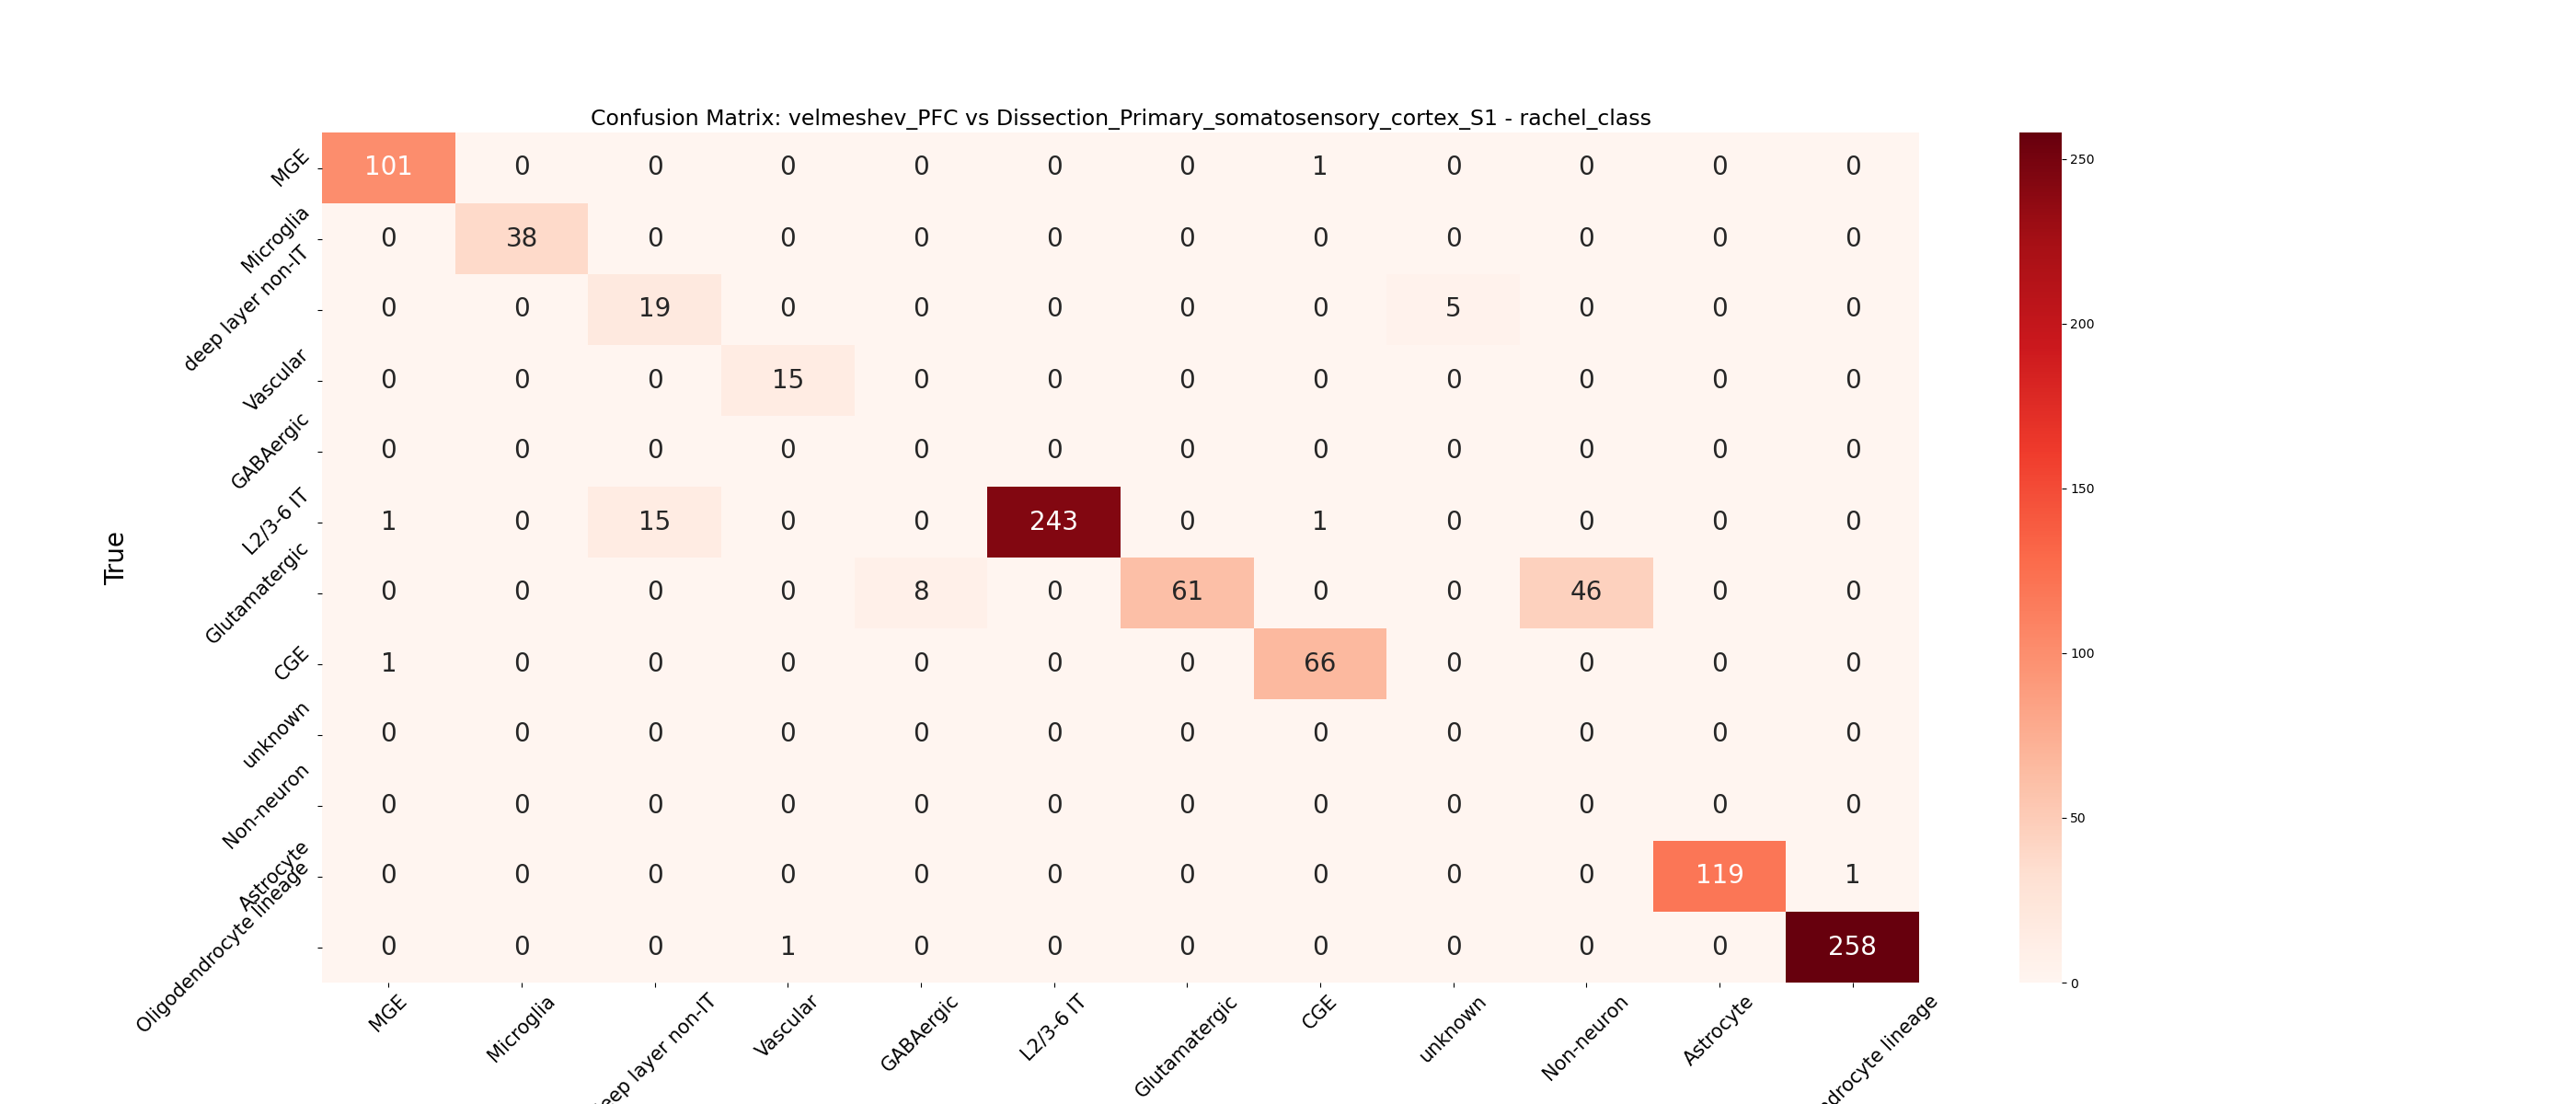 Confusion Matrix: velmeshev_PFC vs Dissection_Primary_somatosensory_cortex_S1 - rachel_class
True
MGE 101 0 0 0 0 0 0 1 0 0 0 0
Microglia 0 38 0 0 0 0 0 0 0 0 0 0
deep layer non-IT 0 0 19 0 0 0 0 0 5 0 0 0
Vascular 0 0 0 15 0 0 0 0 0 0 0 0
GABAergic 0 0 0 0 0 0 0 0 0 0 0 0
L2/3-6 IT 1 0 15 0 0 243 0 1 0 0 0 0
Glutamatergic 0 0 0 0 8 0 61 0 0 46 0 0
CGE 1 0 0 0 0 0 0 66 0 0 0 0
unknown 0 0 0 0 0 0 0 0 0 0 0 0
Non-neuron 0 0 0 0 0 0 0 0 0 0 0 0
Astrocyte 0 0 0 0 0 0 0 0 0 0 119 1
Oligodendrocyte lineage 0 0 0 1 0 0 0 0 0 0 0 258
MGE
Microglia
eep layer non-IT
Vascular
GABAergic
L2/3-6 IT
Glutamatergic
CGE
unknown
Non-neuron
Astrocyte
ndrocyte lineage
250
200
150
100
50
0